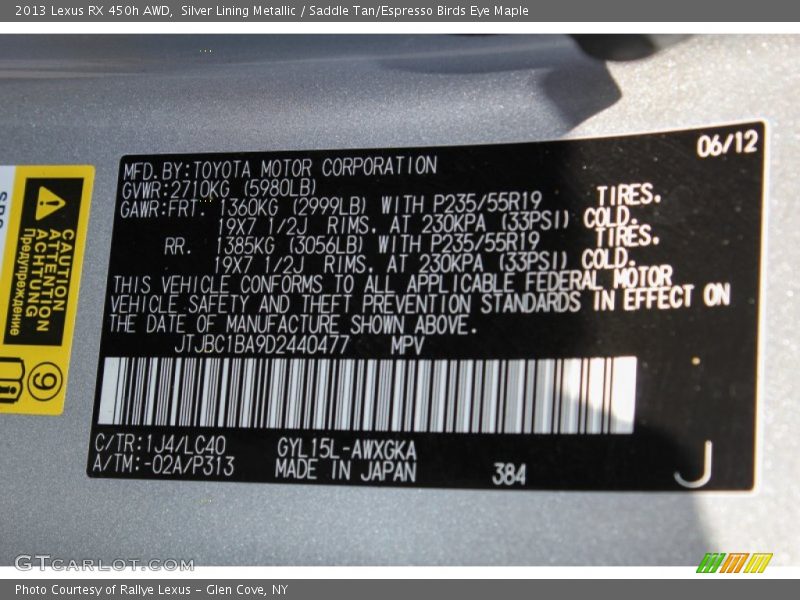 2013 Lexus RX 450h AWD,  Silver Lining Metallic / Saddle Tan/Espresso Birds Eye Maple
06/12
MFD. BY:TOYOTA MOTOR CORPORATION
GVWR:2710KG (5980LB)
GAWR:FRT. 1360KG (2999LB) WITH P235/55R19 TIRES.
19X7 1/2J RIMS. AT 230KPA (33PSI) COLD.
RR. 1385KG (3056LB) WITH P235/55R19 TIRES.
19X7 1/2J RIMS. AT 230KPA (33PSI) COLD.
THIS VEHICLE CONFORMS TO ALL APPLICABLE FEDERAL MOTOR
VEHICLE SAFETY AND THEFT PREVENTION STANDARDS IN EFFECT ON
THE DATE OF MANUFACTURE SHOWN ABOVE.
JTJBC1BA9D2440477 MPV
C/TR:1J4/LC40 GYL15L-AWXGKA
A/TM:-02A/P313 MADE IN JAPAN 384 J
CAUTION
ATTENTION
ACHTUNG
Предупреждение
9
GTCarLot.com
Photo Courtesy of Rallye Lexus - Glen Cove, NY